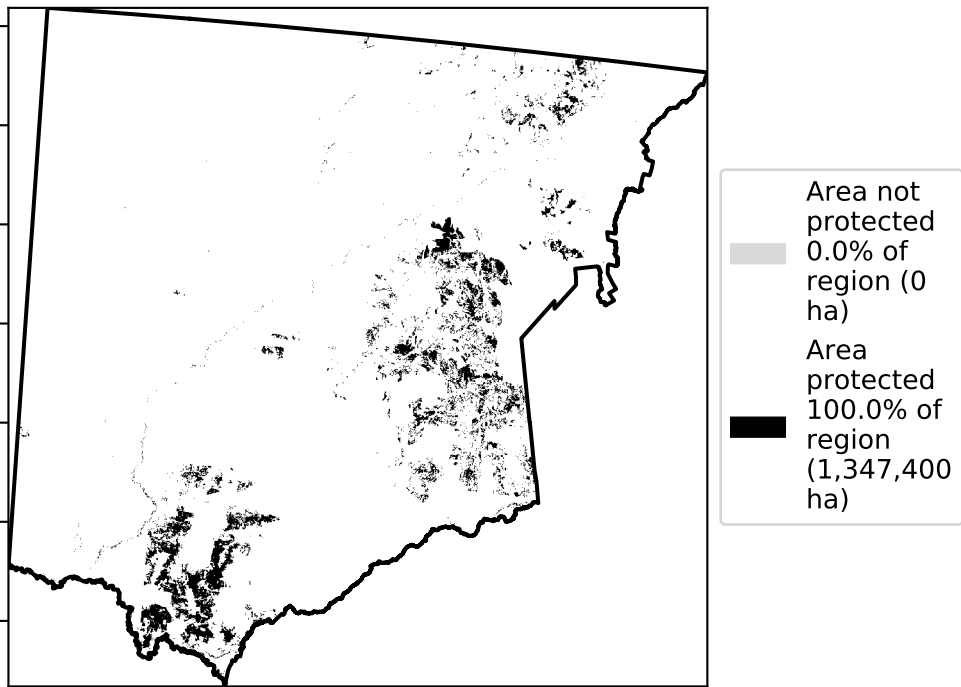 Area not
protected
0.0% of
region (0
ha)
Area
protected
100.0% of
region
(1,347,400
ha)